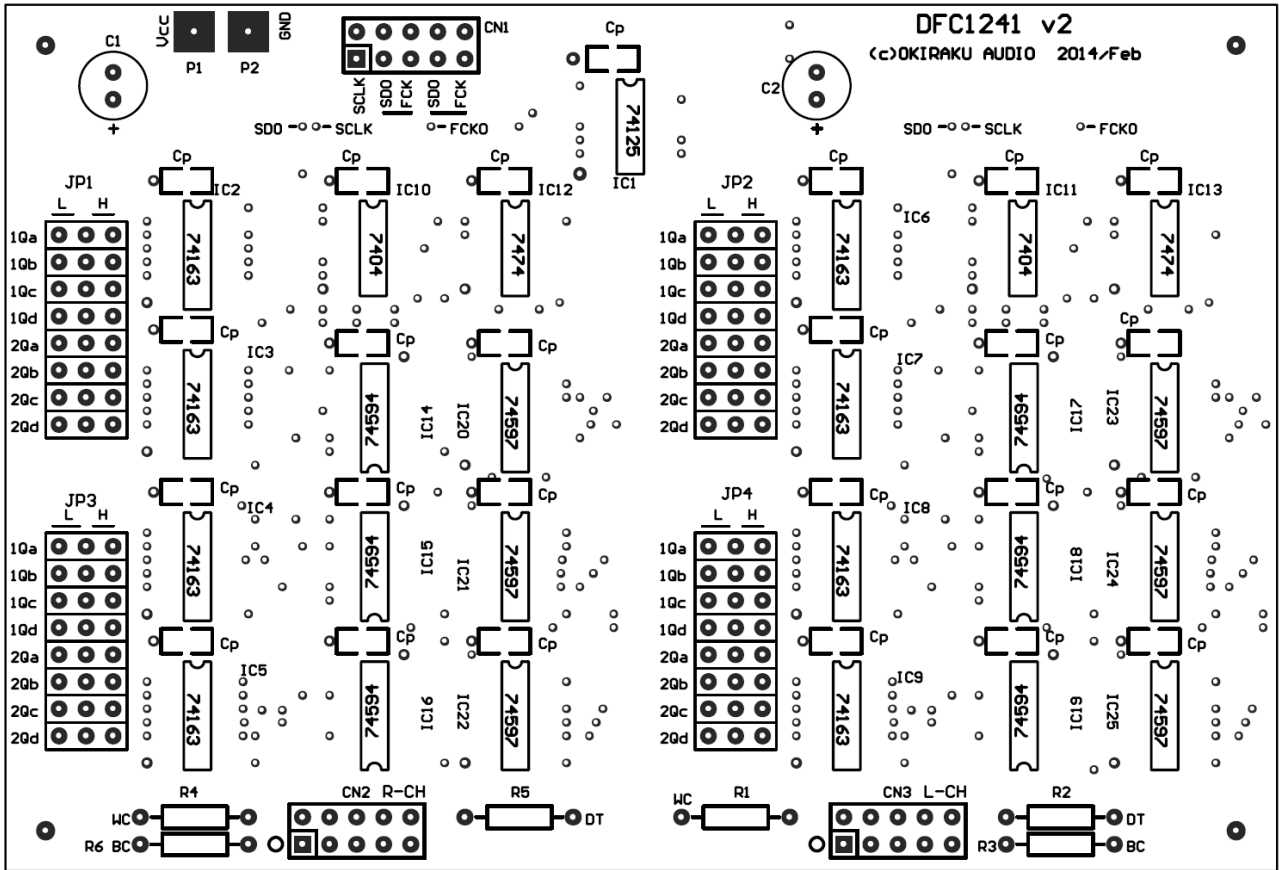 DFC1241 v2
(c)OKIRAKU AUDIO 2014/Feb
Vcc GND
P1 P2
C1
+
CN1
SCLK SDO FCK SDO FCK
Cp
74125
IC1
C2
+
SDO SCLK FCKO
SDO SCLK FCKO
Cp Cp Cp
IC2 IC10 IC12
74163 7404 7474
Cp Cp Cp
IC6 IC11 IC13
74163 7404 7474
JP1
L H
1Qa
1Qb
1Qc
1Qd
2Qa
2Qb
2Qc
2Qd
JP2
L H
1Qa
1Qb
1Qc
1Qd
2Qa
2Qb
2Qc
2Qd
Cp Cp Cp
IC3 IC14 IC20
74163 74594 74597
Cp Cp Cp
IC7 IC17 IC23
74163 74594 74597
JP3
L H
1Qa
1Qb
1Qc
1Qd
2Qa
2Qb
2Qc
2Qd
JP4
L H
1Qa
1Qb
1Qc
1Qd
2Qa
2Qb
2Qc
2Qd
Cp Cp Cp
IC4 IC15 IC21
74163 74594 74597
Cp Cp Cp
IC8 IC18 IC24
74163 74594 74597
Cp Cp Cp
IC5 IC16 IC22
74163 74594 74597
Cp Cp Cp
IC9 IC19 IC25
74163 74594 74597
R4
WC
R6 BC
CN2 R-CH
R5
DT
WC
R1
CN3 L-CH
R2
DT
R3 BC